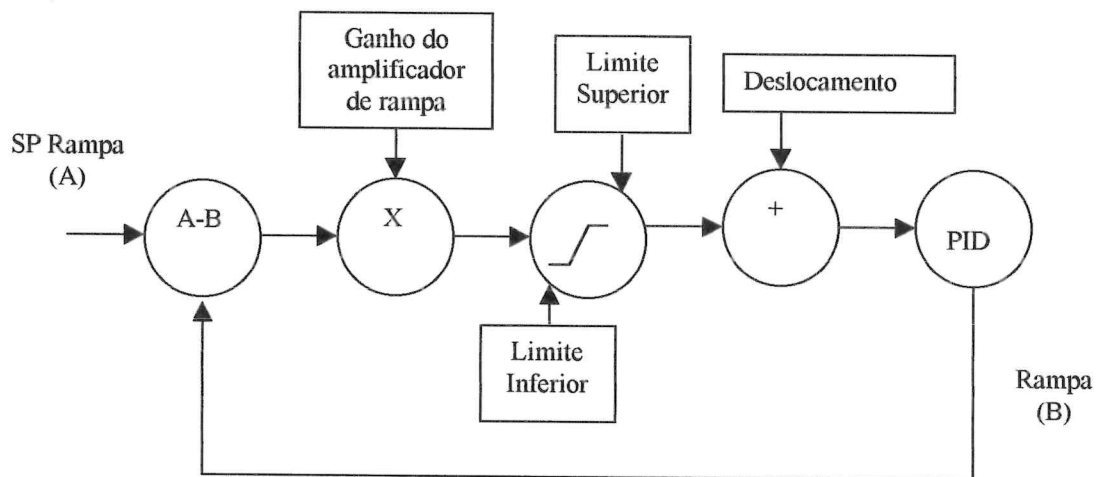 Ganho do
amplificador
de rampa
Limite
Superior
Deslocamento
SP Rampa
(A)
A-B
X
+
PID
Limite
Inferior
Rampa
(B)